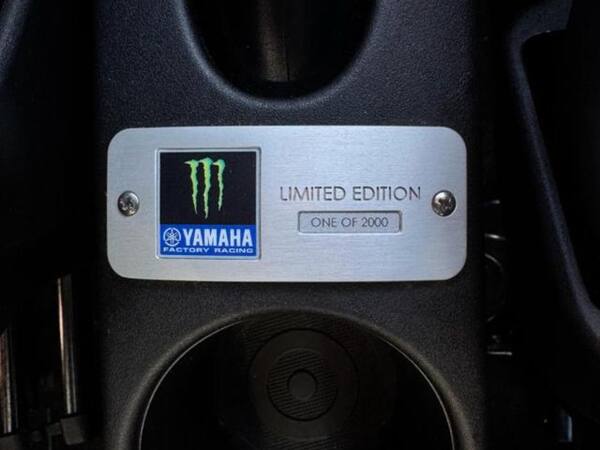 LIMITED EDITION
ONE OF 2000
YAMAHA
FACTORY RACING